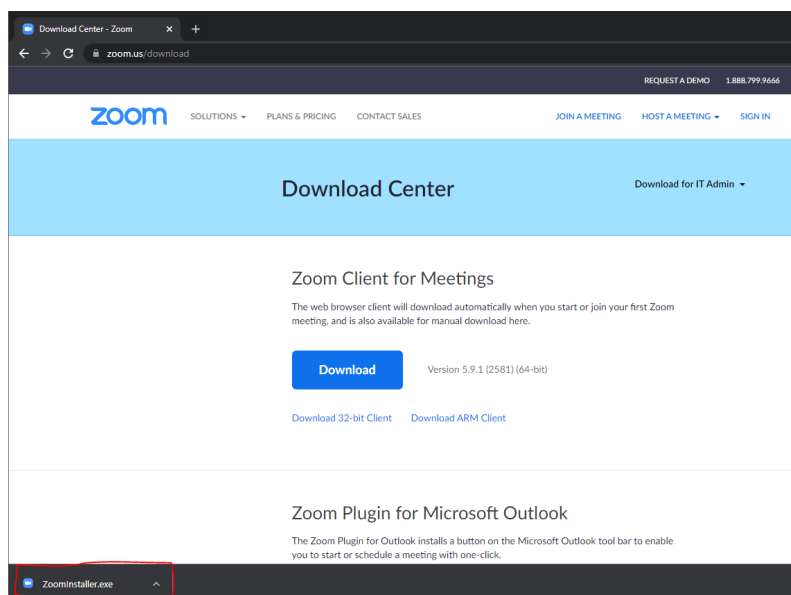 Download Center - Zoom
zoom.us/download
REQUEST A DEMO 1.888.799.9666
zoom SOLUTIONS PLANS & PRICING CONTACT SALES JOIN A MEETING HOST A MEETING SIGN IN
Download Center Download for IT Admin
Zoom Client for Meetings
The web browser client will download automatically when you start or join your first Zoom
meeting, and is also available for manual download here.
Download Version 5.9.1 (2581) (64-bit)
Download 32-bit Client Download ARM Client
Zoom Plugin for Microsoft Outlook
The Zoom Plugin for Outlook installs a button on the Microsoft Outlook tool bar to enable
you to start or schedule a meeting with one-click.
ZoomInstaller.exe